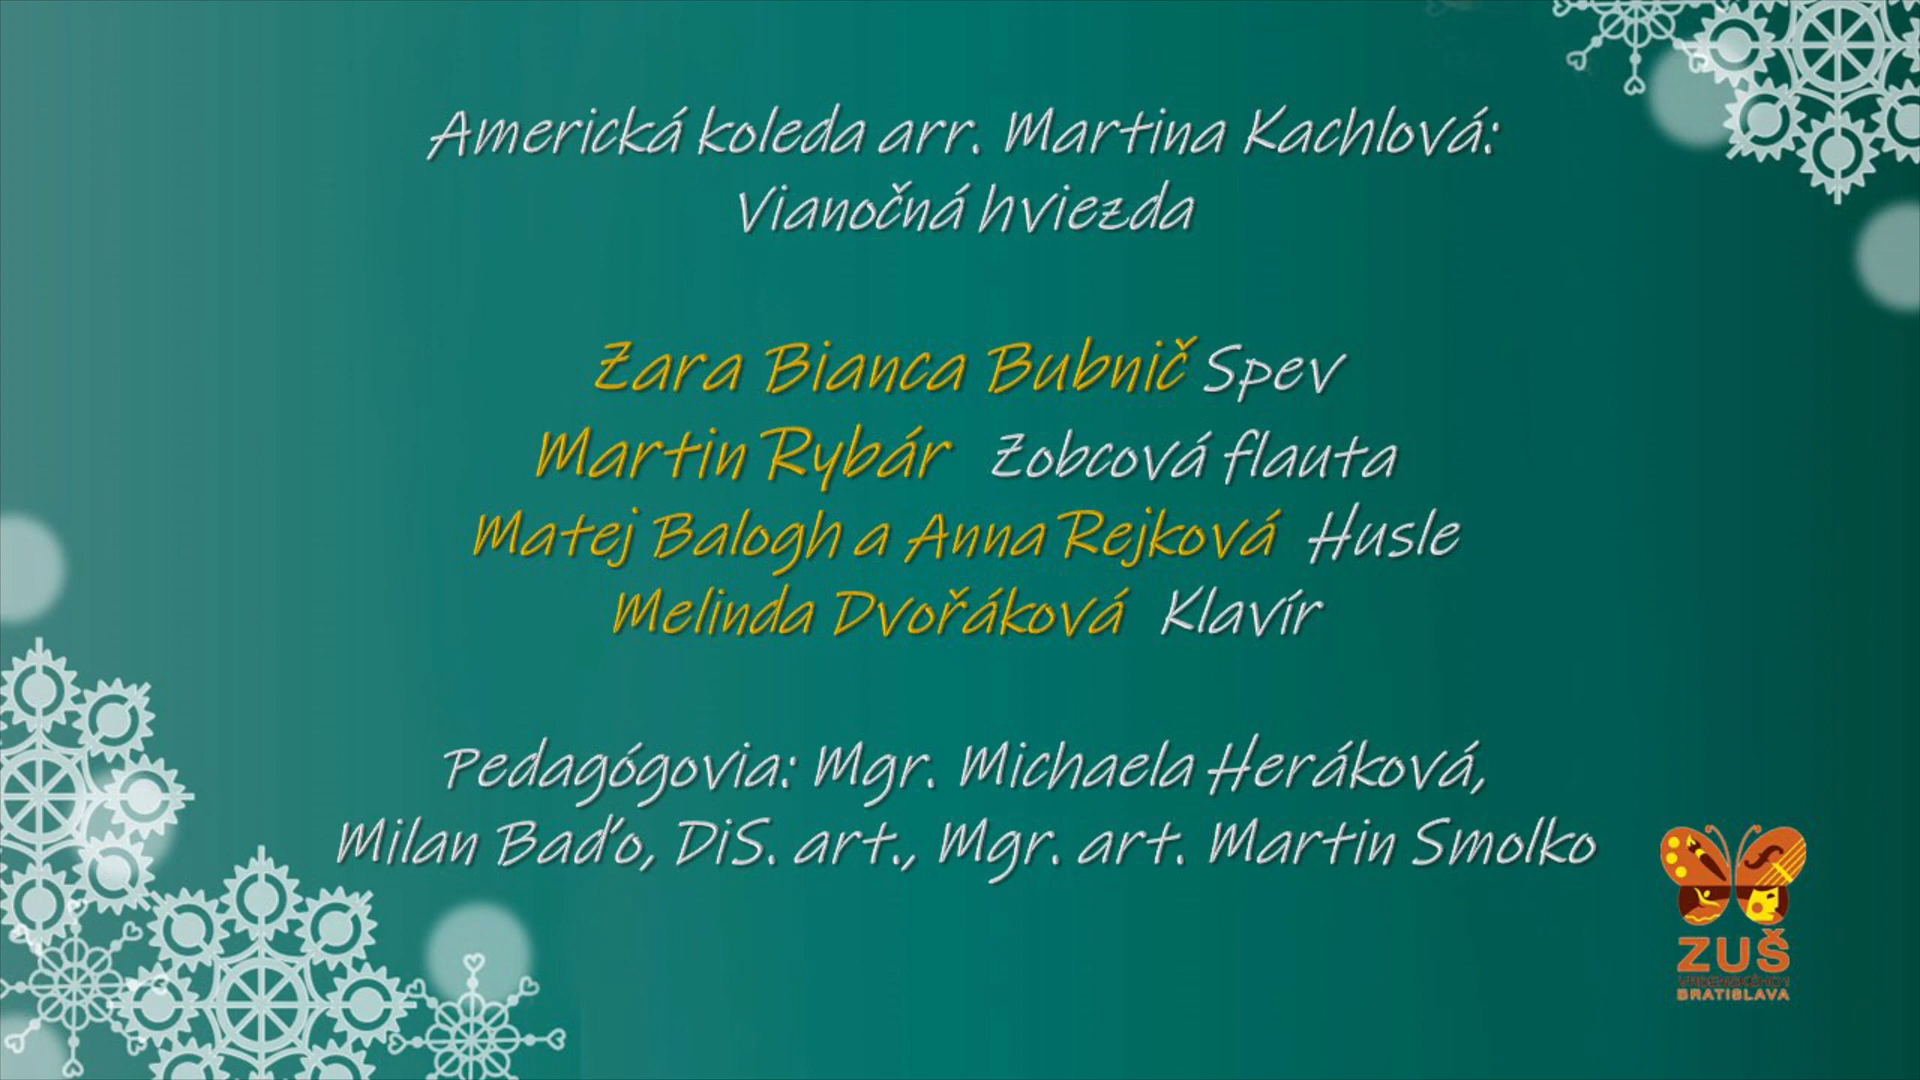 Americká koleda arr. Martina Kachlová:
Vianočná hviezda
Zara Bianca Bubnič Spev
Martin Rybár Zobcová flauta
Matej Balogh a Anna Rejková Husle
Melinda Dvořáková Klavír
Pedagógovia: Mgr. Michaela Heráková,
Milan Baďo, DiS. art., Mgr. art. Martin Smolko
ZUŠ
BRATISLAVA